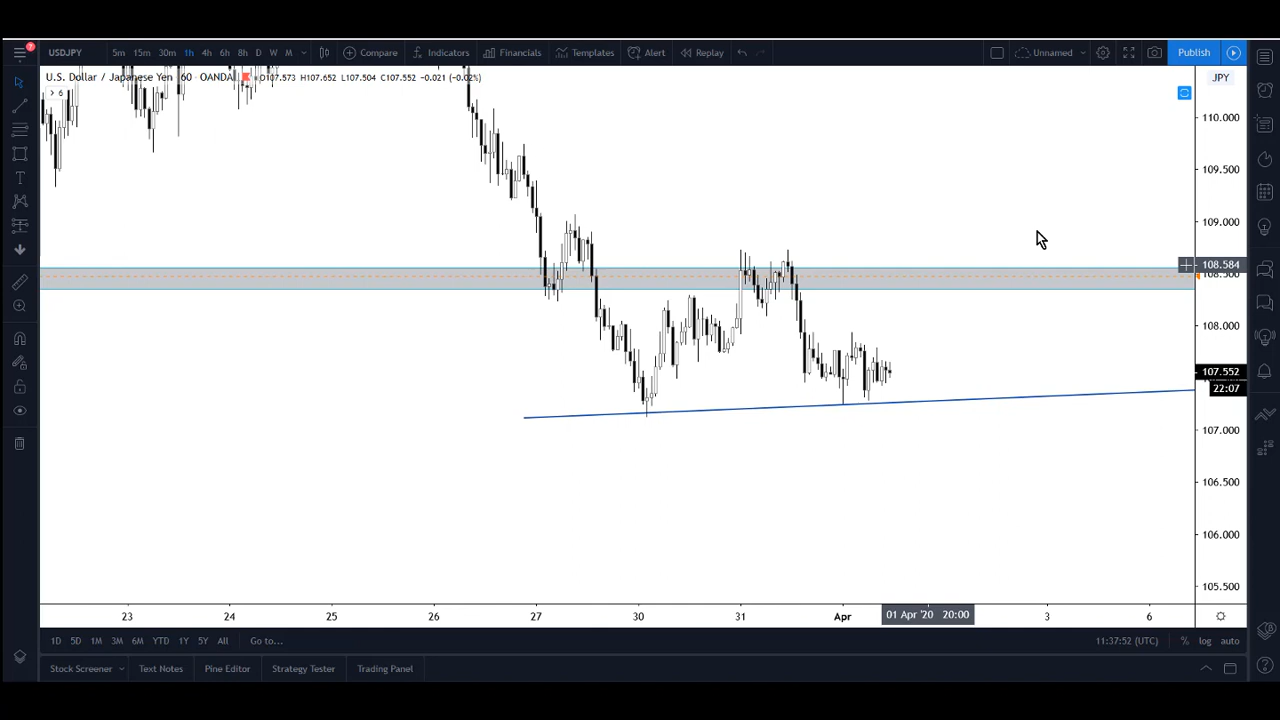 7
USDJPY 5m 15m 30m 1h 4h 6h 8h D W M Compare Indicators Financials Templates Alert Replay Unnamed Publish
U.S. Dollar / Japanese Yen 60 OANDA O107.573 H107.652 L107.504 C107.552 −0.021 (−0.02%)
JPY
6
110.000
109.500
109.000
108.584
108.500
108.000
107.552
22:07
107.000
106.500
106.000
105.500
23 24 25 26 27 30 31 Apr 01 Apr '20 20:00 3 6
1D 5D 1M 3M 6M YTD 1Y 5Y All Go to... 11:37:52 (UTC) % log auto
Stock Screener Text Notes Pine Editor Strategy Tester Trading Panel